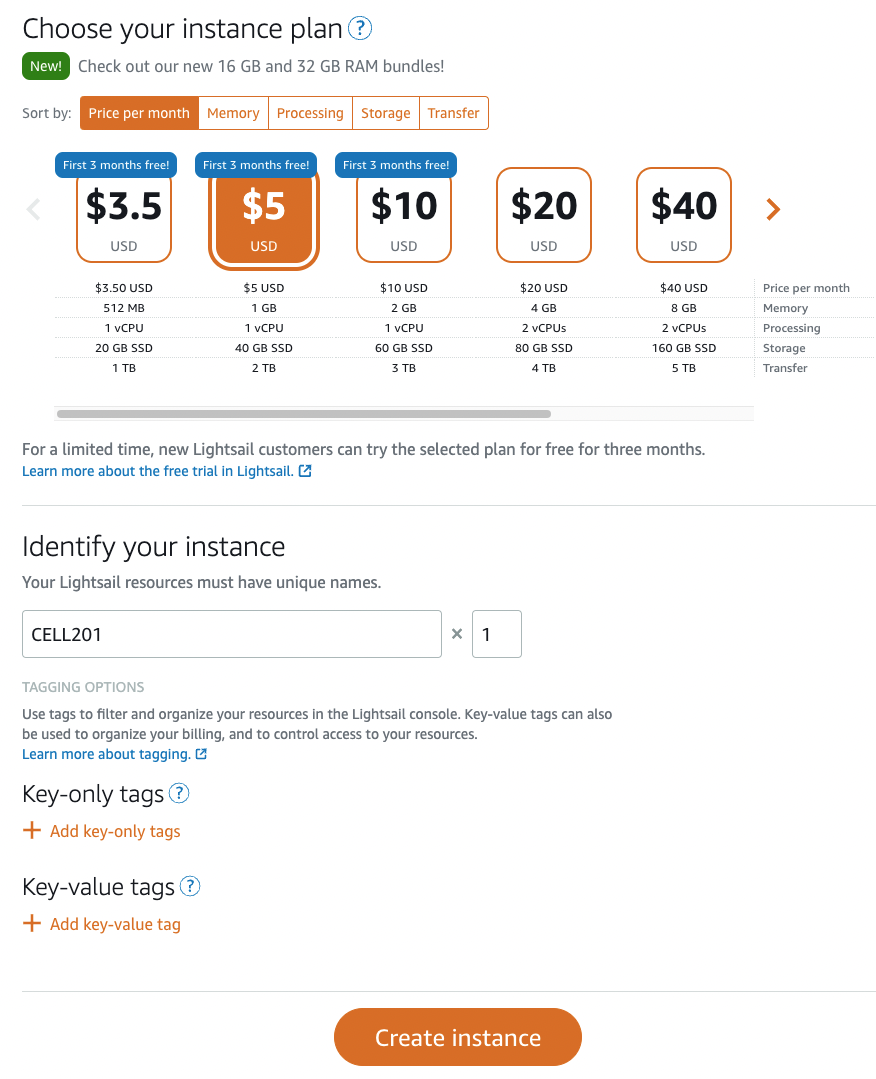 Choose your instance plan ?
New! Check out our new 16 GB and 32 GB RAM bundles!
Sort by: Price per month Memory Processing Storage Transfer
First 3 months free! First 3 months free! First 3 months free!
$3.5 $5 $10 $20 $40
USD USD USD USD USD
$3.50 USD $5 USD $10 USD $20 USD $40 USD Price per month
512 MB 1 GB 2 GB 4 GB 8 GB Memory
1 vCPU 1 vCPU 1 vCPU 2 vCPUs 2 vCPUs Processing
20 GB SSD 40 GB SSD 60 GB SSD 80 GB SSD 160 GB SSD Storage
1 TB 2 TB 3 TB 4 TB 5 TB Transfer
For a limited time, new Lightsail customers can try the selected plan for free for three months.
Learn more about the free trial in Lightsail.
Identify your instance
Your Lightsail resources must have unique names.
CELL201 × 1
TAGGING OPTIONS
Use tags to filter and organize your resources in the Lightsail console. Key-value tags can also
be used to organize your billing, and to control access to your resources.
Learn more about tagging.
Key-only tags ?
+ Add key-only tags
Key-value tags ?
+ Add key-value tag
Create instance